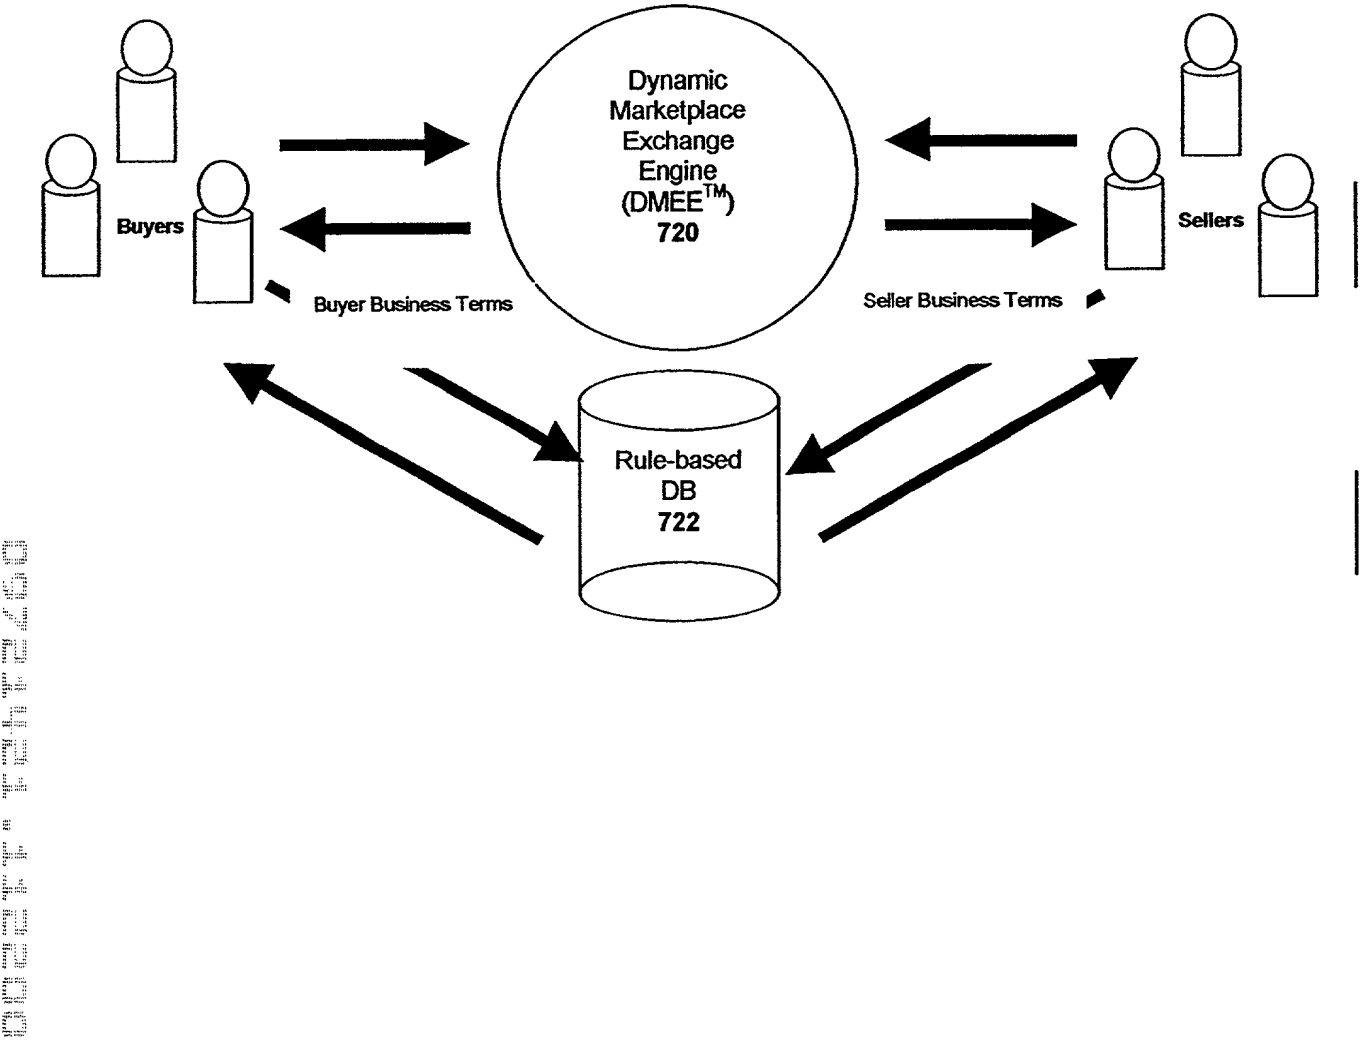 Dynamic
Marketplace
Exchange
Engine
(DMEE™)
720
Buyers
Sellers
Buyer Business Terms
Seller Business Terms
Rule-based
DB
722